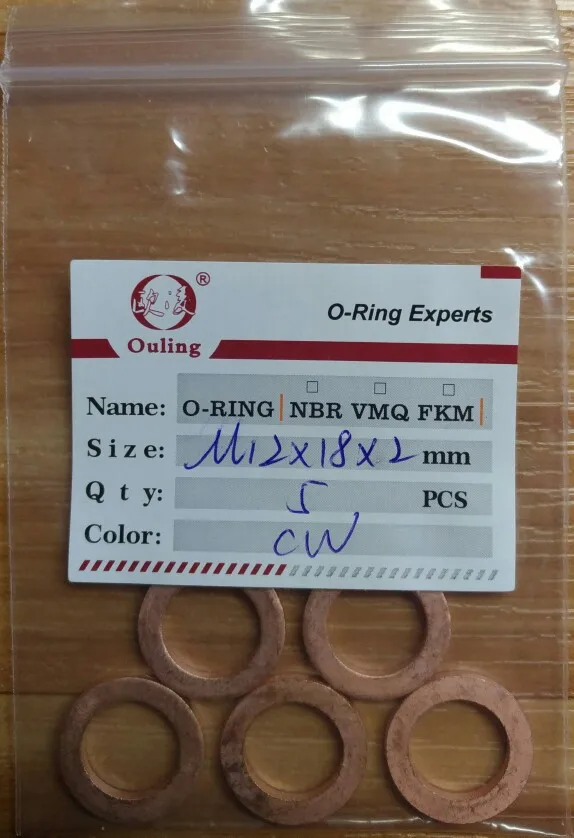 ®
Ouling
O-Ring Experts
Name: O-RING NBR VMQ FKM
Size: M12x18x2 mm
Qty: 5 PCS
Color: CW